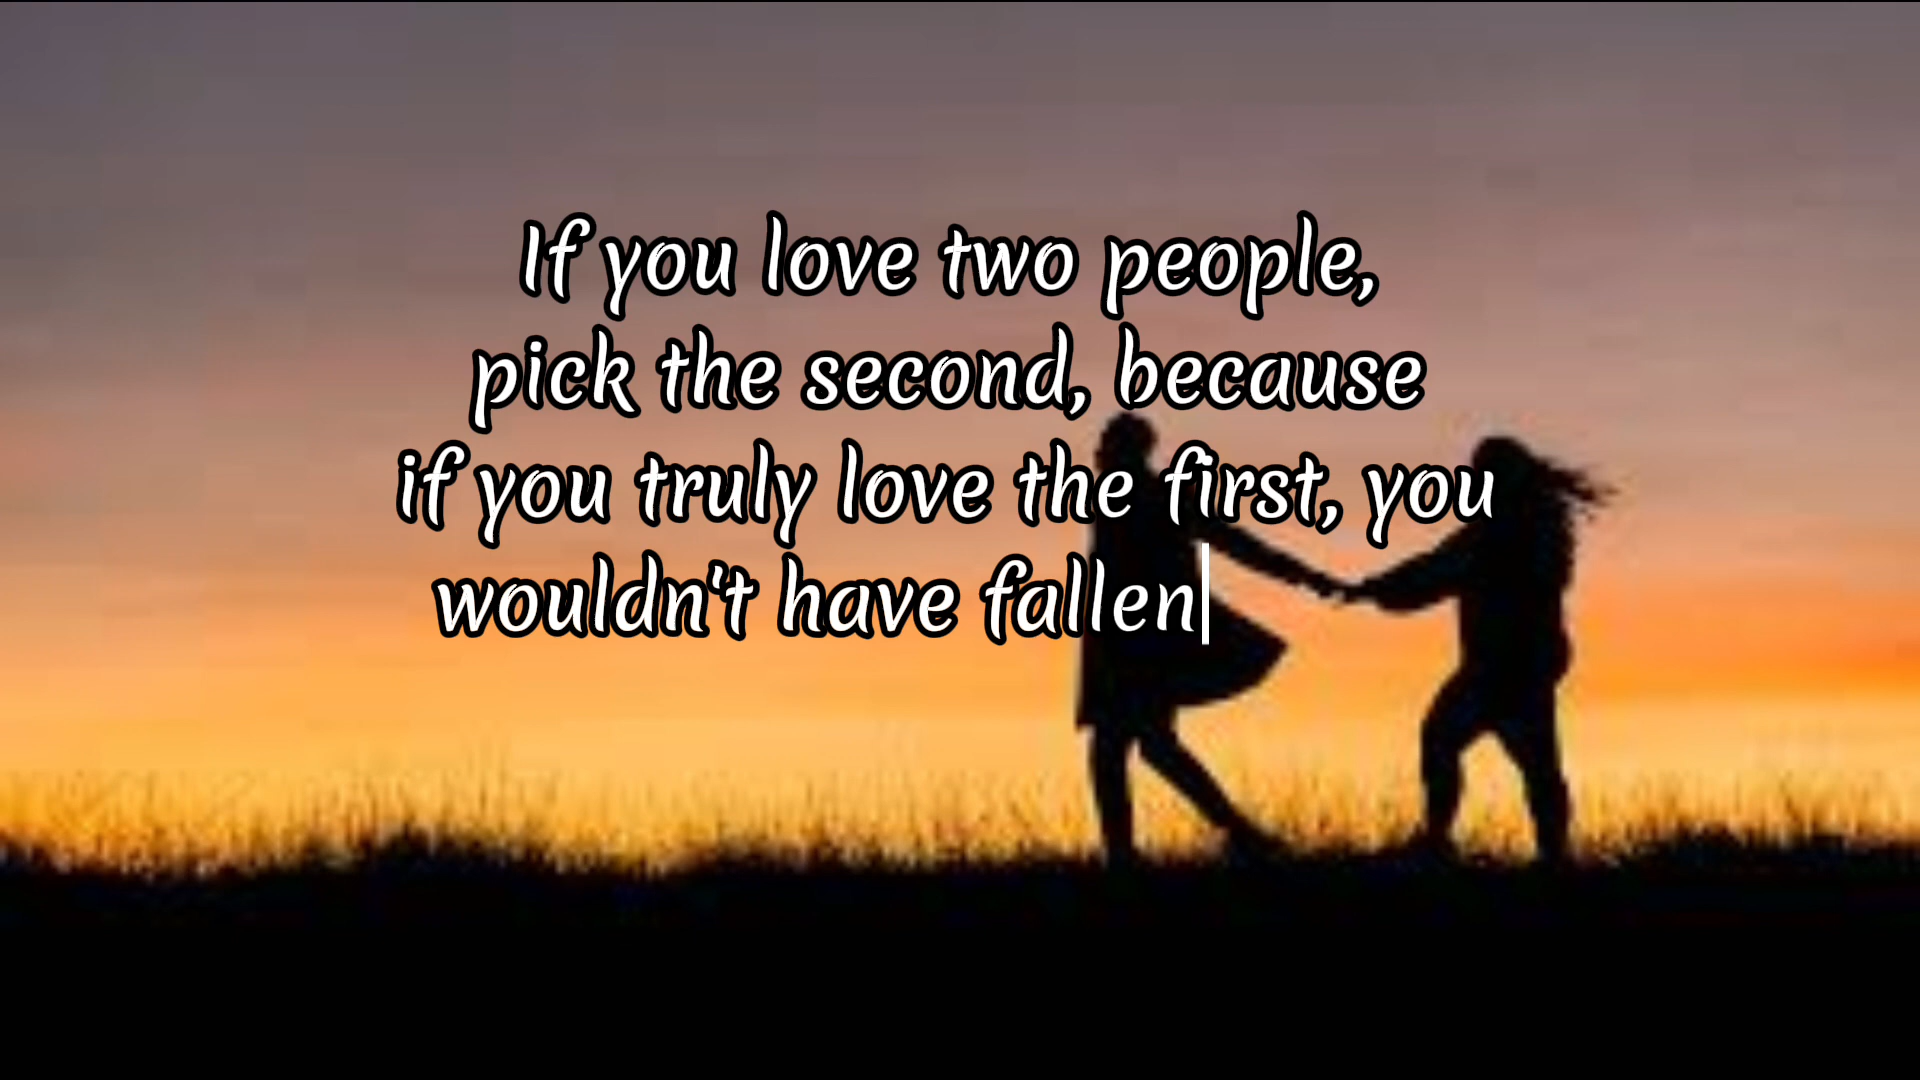 If you love two people,
pick the second, because
if you truly love the first, you
wouldn't have fallen